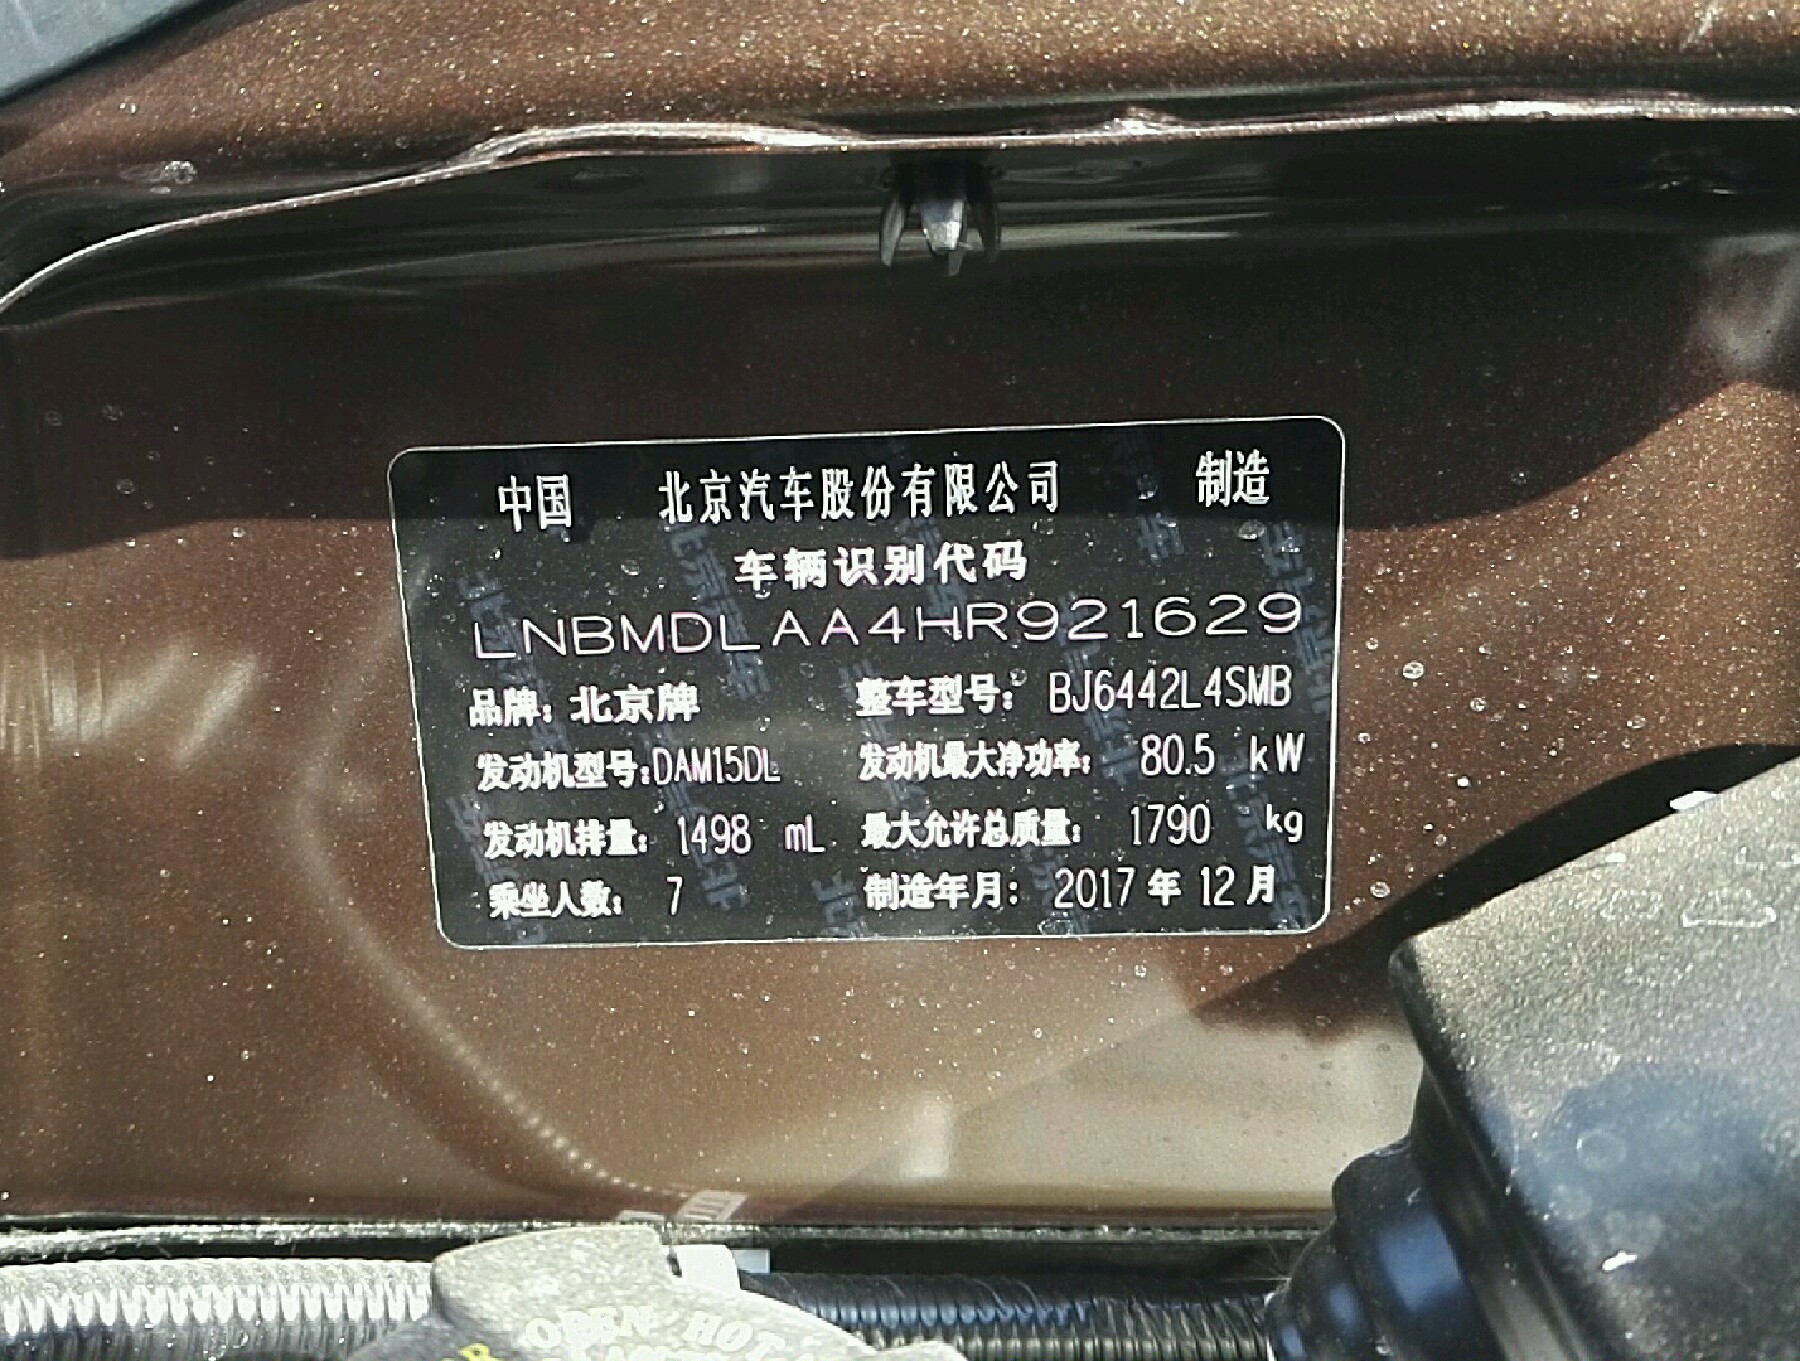 中国 北京汽车股份有限公司 制造
车辆识别代码
LNBMDLAA4HR921629
品牌: 北京牌 整车型号: BJ6442L4SMB
发动机型号:DAM15DL 发动机最大净功率: 80.5 kW
发动机排量: 1498 mL 最大允许总质量: 1790 kg
乘坐人数: 7 制造年月: 2017 年 12 月
OPEN HOT